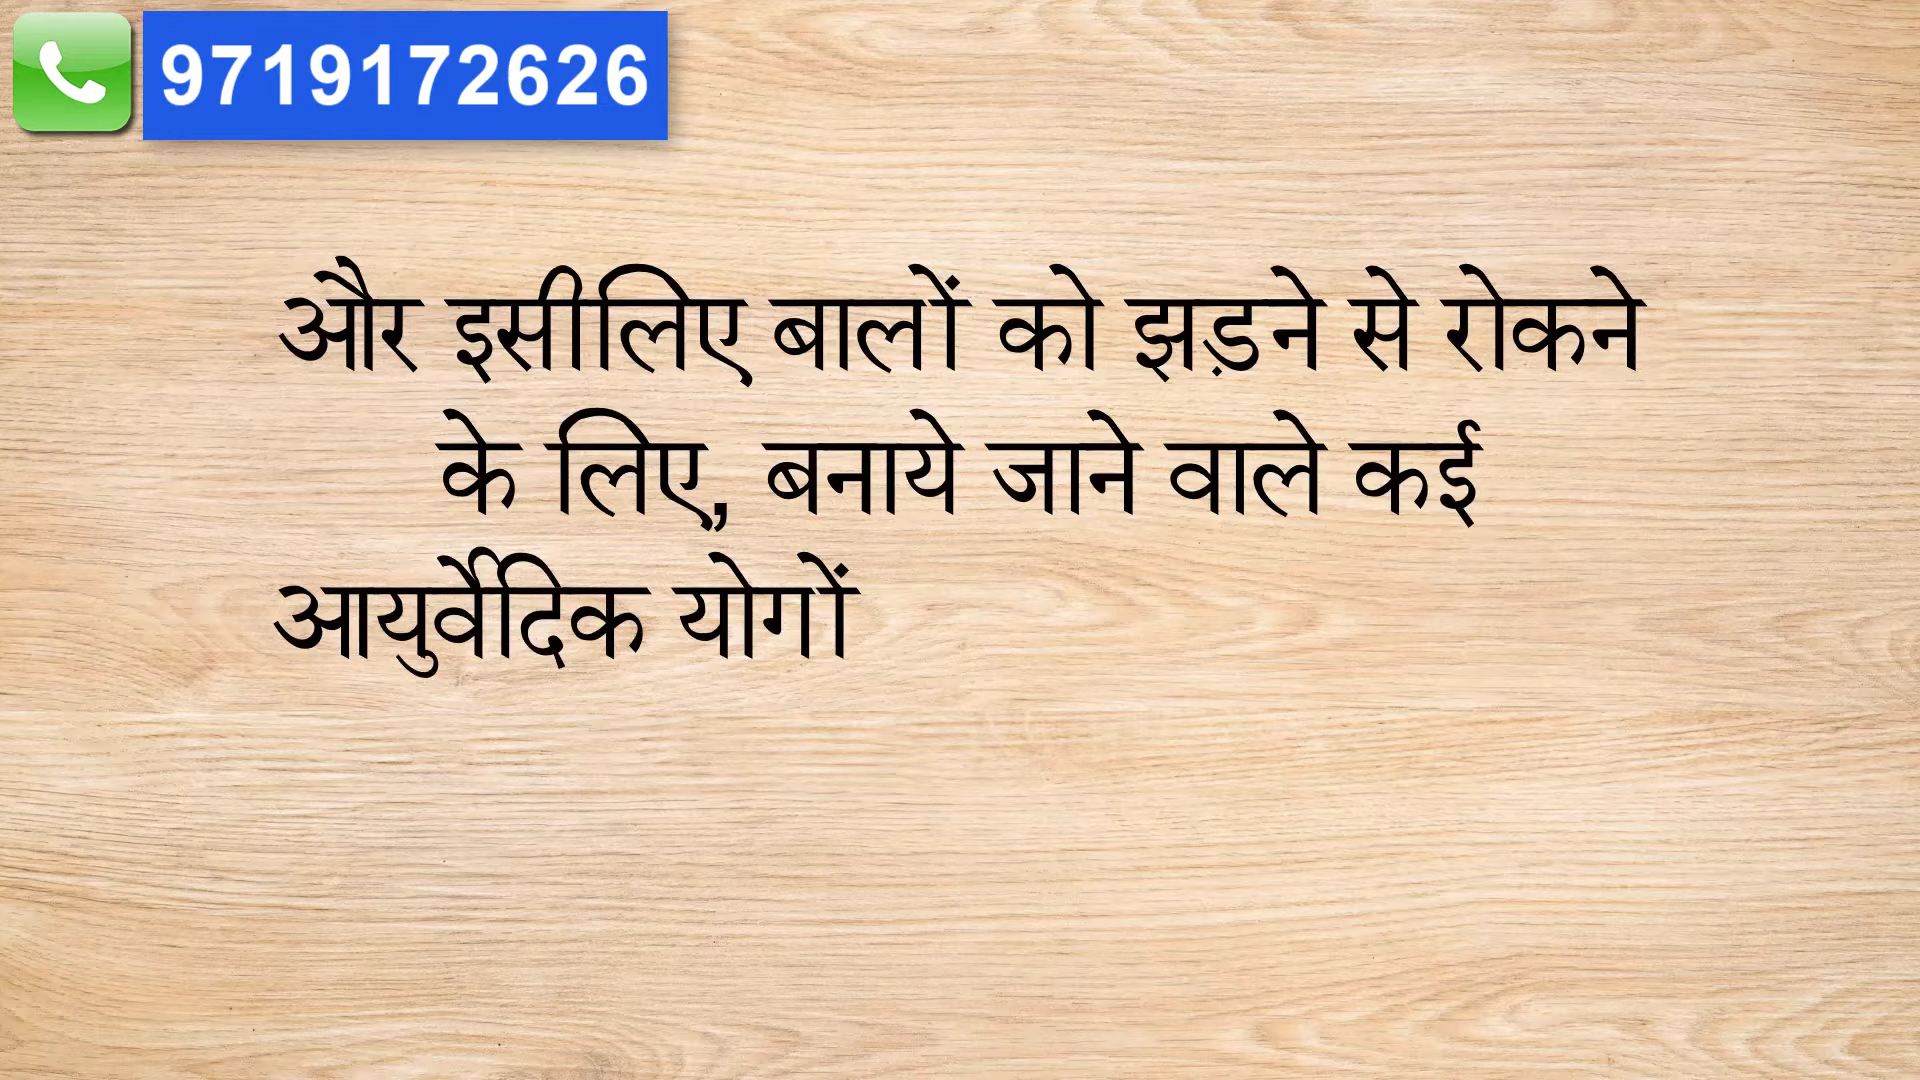 9719172626
और इसीलिए बालों को झड़ने से रोकने
के लिए, बनाये जाने वाले कई
आयुर्वैदिक योगों